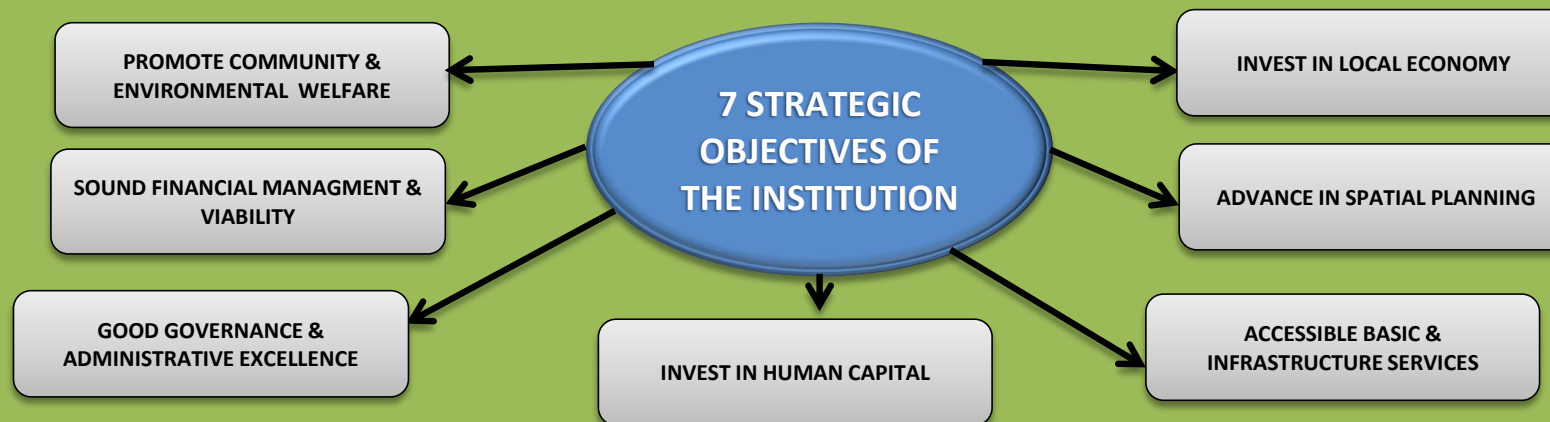 7 STRATEGIC
OBJECTIVES OF
THE INSTITUTION
PROMOTE COMMUNITY &
ENVIRONMENTAL WELFARE
SOUND FINANCIAL MANAGMENT &
VIABILITY
GOOD GOVERNANCE &
ADMINISTRATIVE EXCELLENCE
INVEST IN HUMAN CAPITAL
INVEST IN LOCAL ECONOMY
ADVANCE IN SPATIAL PLANNING
ACCESSIBLE BASIC &
INFRASTRUCTURE SERVICES